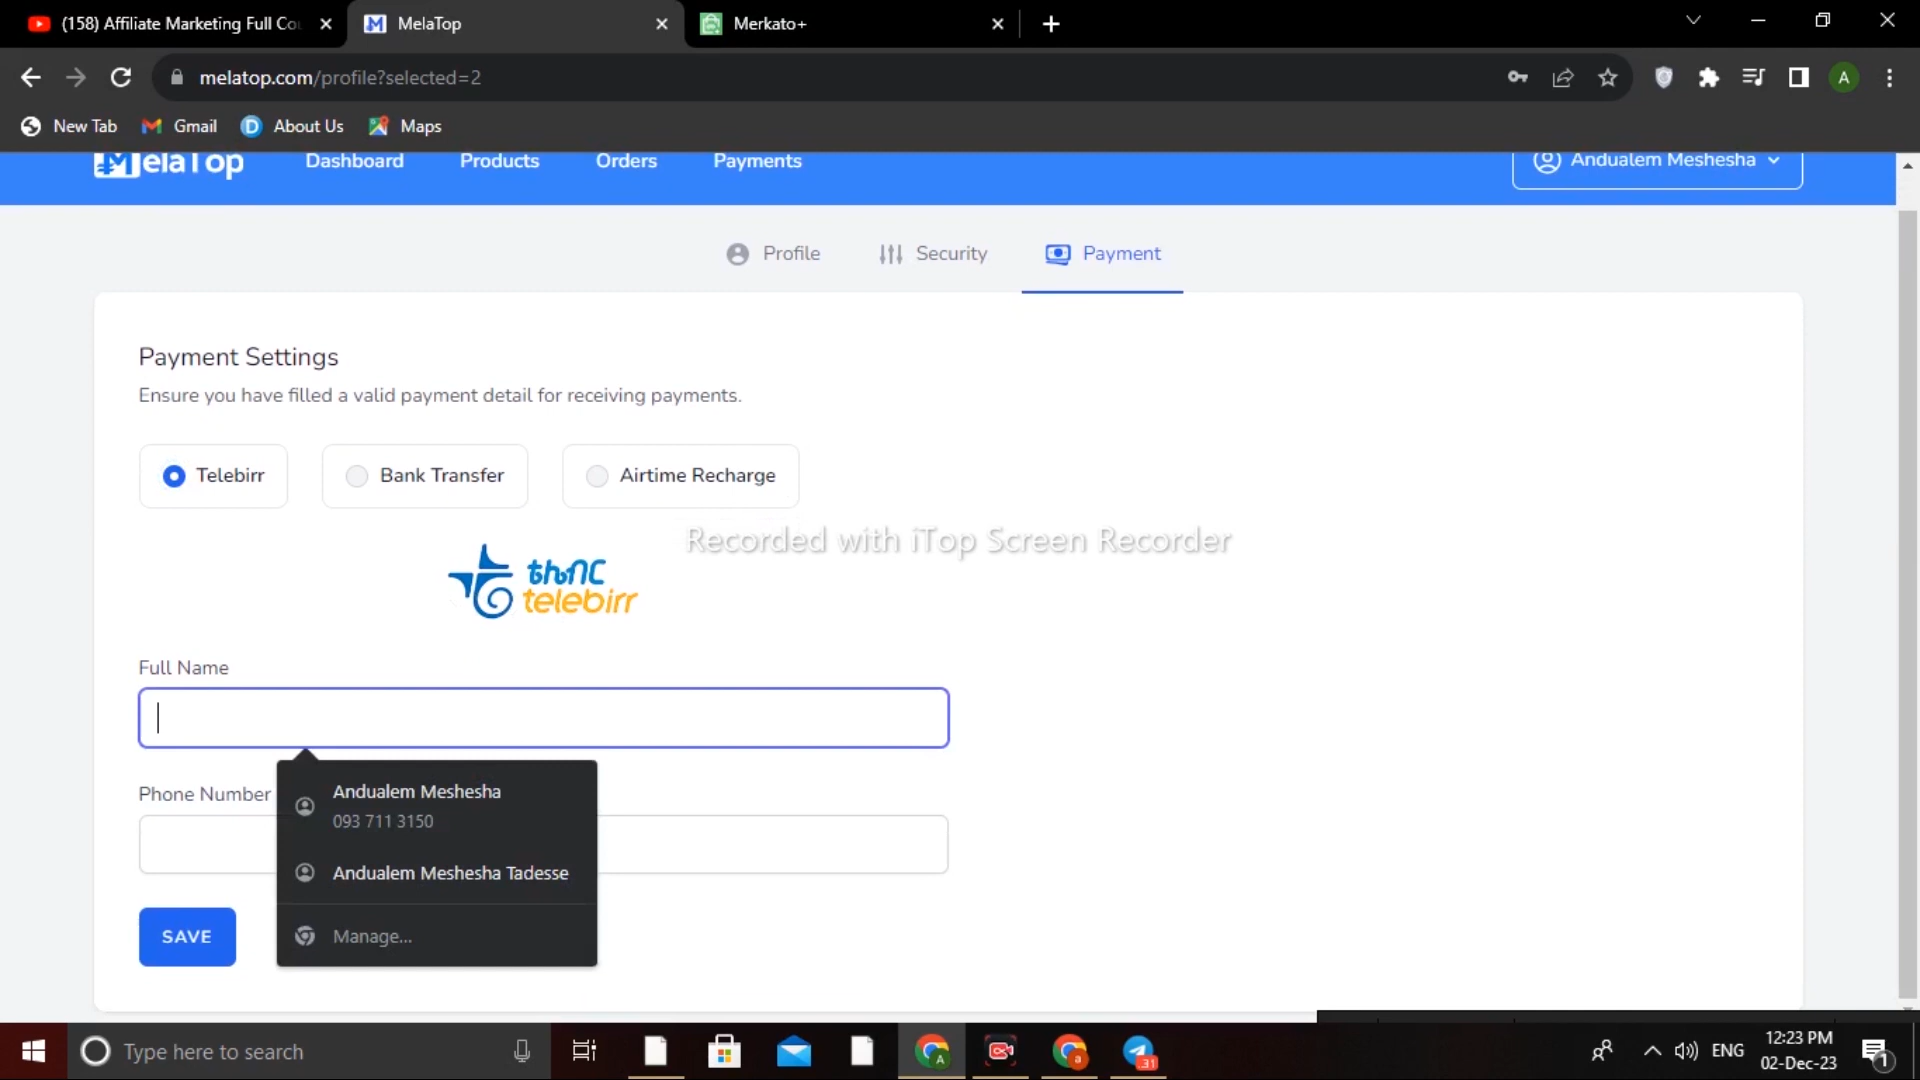 (158) Affiliate Marketing Full Cou
MelaTop
Merkato+
melatop.com/profile?selected=2
A
New Tab
Gmail
About Us
Maps
MelaTop
Dashboard
Products
Orders
Payments
Andualem Meshesha
Profile
Security
Payment
Payment Settings
Ensure you have filled a valid payment detail for receiving payments.
Telebirr
Bank Transfer
Airtime Recharge
Recorded with iTop Screen Recorder
ቴሌብር
telebirr
Full Name
Andualem Meshesha
093 711 3150
Phone Number
Andualem Meshesha Tadesse
SAVE
Manage...
Type here to search
A
a
31
ENG
12:23 PM
02-Dec-23
1